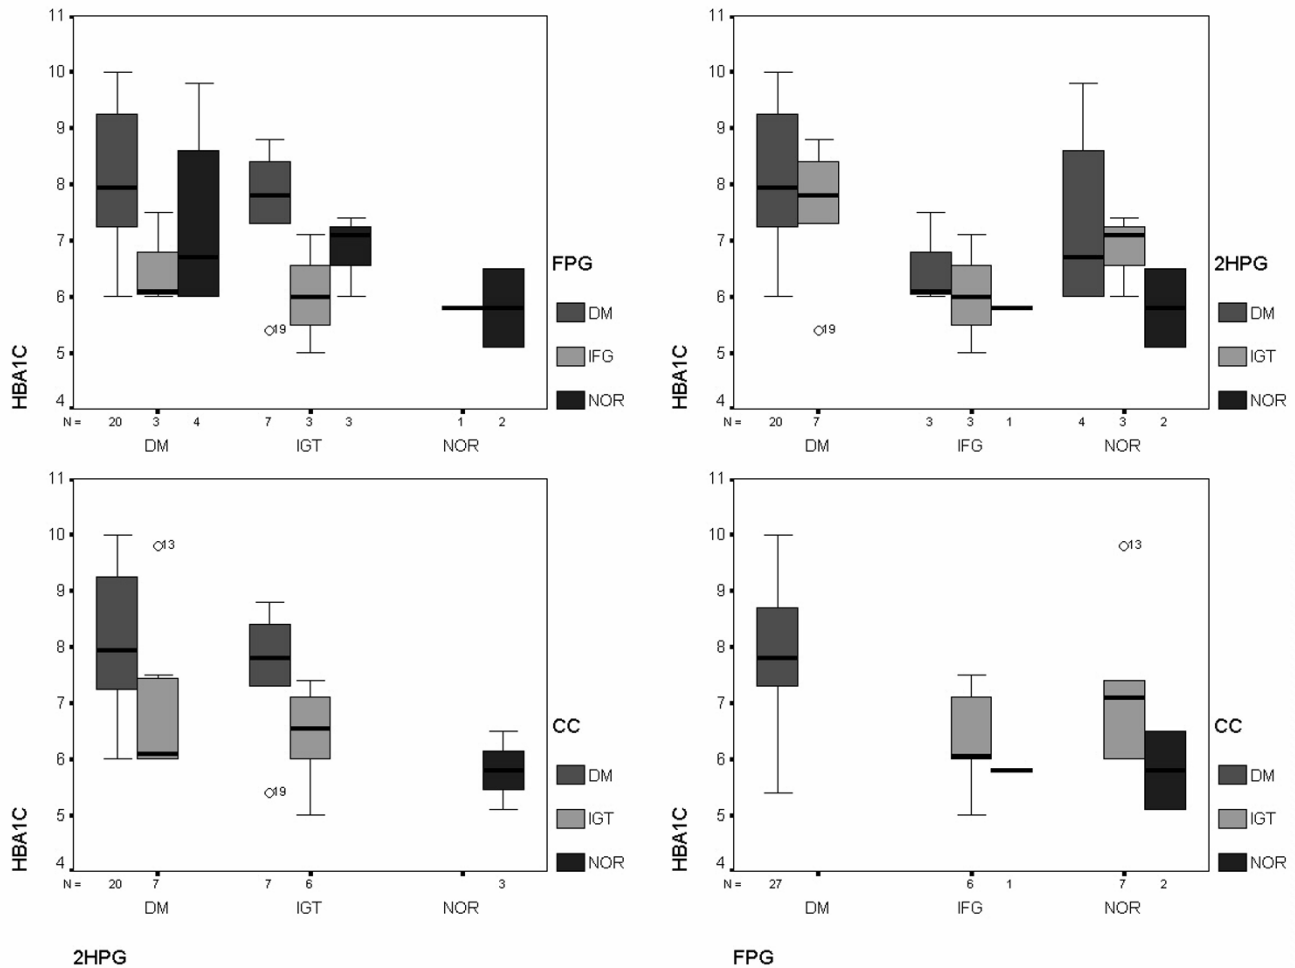 11
10
9
8
7
6
5
4
HBA1C
19
N = 20 3 4 7 3 3 1 2
DM IGT NOR
FPG
DM
IFG
NOR
11
10
9
8
7
6
5
4
HBA1C
19
N = 20 7 3 3 1 4 3 2
DM IFG NOR
2HPG
DM
IGT
NOR
11
10
9
8
7
6
5
4
HBA1C
13
19
N = 20 7 7 6 3
DM IGT NOR
2HPG
CC
DM
IGT
NOR
11
10
9
8
7
6
5
4
HBA1C
13
N = 27 6 1 7 2
DM IFG NOR
FPG
CC
DM
IGT
NOR